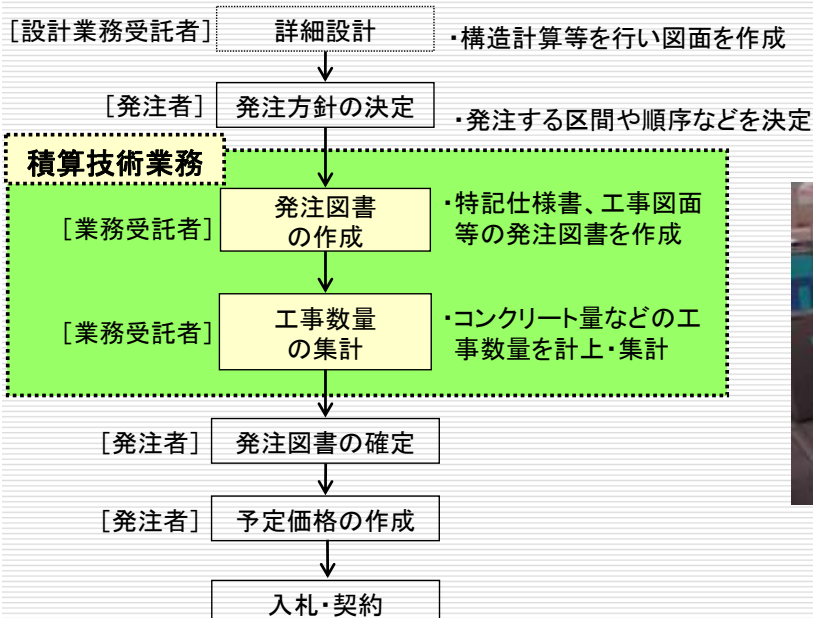 ［設計業務受託者］ 詳細設計 ・構造計算等を行い図面を作成
［発注者］ 発注方針の決定 ・発注する区間や順序などを決定
積算技術業務
［業務受託者］ 発注図書
の作成
・特記仕様書、工事図面
等の発注図書を作成
［業務受託者］ 工事数量
の集計
・コンクリート量などの工
事数量を計上・集計
［発注者］ 発注図書の確定
［発注者］ 予定価格の作成
入札・契約